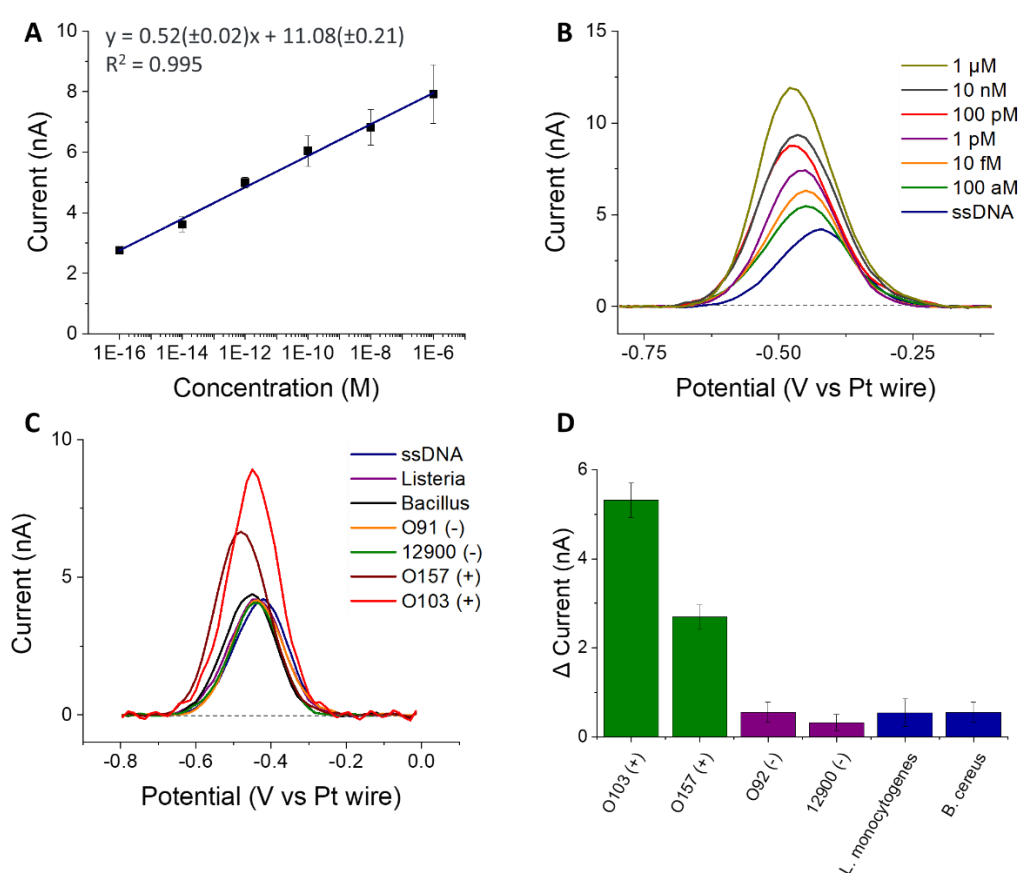 A
y = 0.52(±0.02)x + 11.08(±0.21)
R² = 0.995
10
8
6
4
2
0
Current (nA)
1E-16 1E-14 1E-12 1E-10 1E-8 1E-6
Concentration (M)
B
15
10
5
0
Current (nA)
1 µM
10 nM
100 pM
1 pM
10 fM
100 aM
ssDNA
-0.75 -0.50 -0.25
Potential (V vs Pt wire)
C
10
5
0
Current (nA)
ssDNA
Listeria
Bacillus
O91 (-)
12900 (-)
O157 (+)
O103 (+)
-0.8 -0.6 -0.4 -0.2 0.0
Potential (V vs Pt wire)
D
6
4
2
0
Δ Current (nA)
O103 (+)
O157 (+)
O92 (-)
12900 (-)
L. monocytogenes
B. cereus